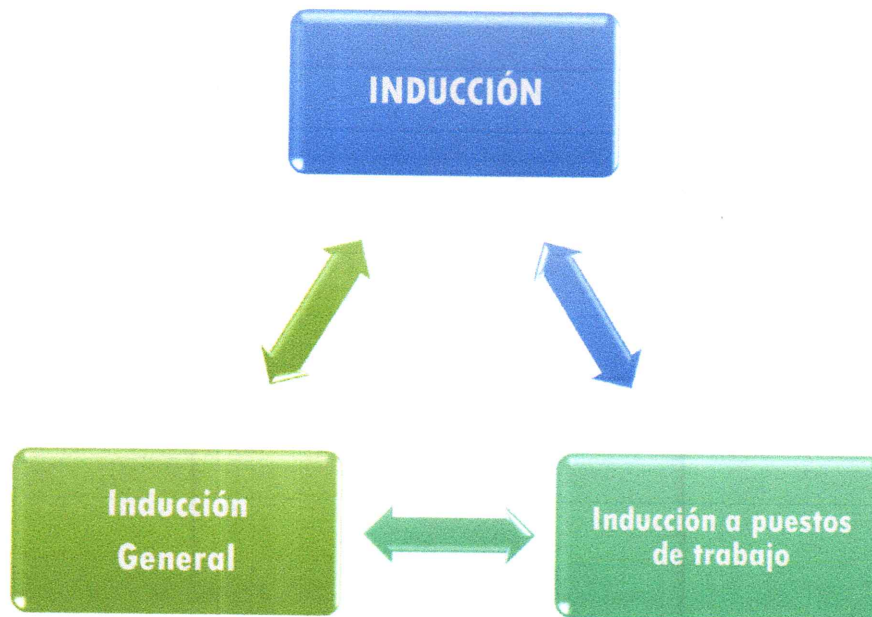 INDUCCIÓN
Inducción
General
Inducción a puestos
de trabajo